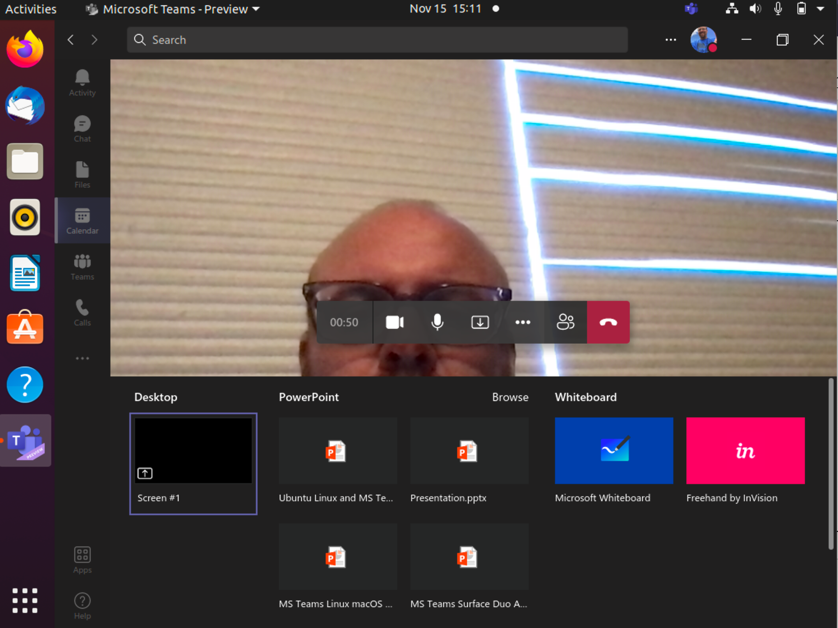 Activities
Microsoft Teams - Preview
Nov 15 15:11
Search
Activity
Chat
Files
Calendar
Teams
Calls
00:50
Desktop
PowerPoint
Browse
Whiteboard
Screen #1
Ubuntu Linux and MS Te...
Presentation.pptx
in
Microsoft Whiteboard
Freehand by InVision
MS Teams Linux macOS ...
MS Teams Surface Duo A...
Apps
Help